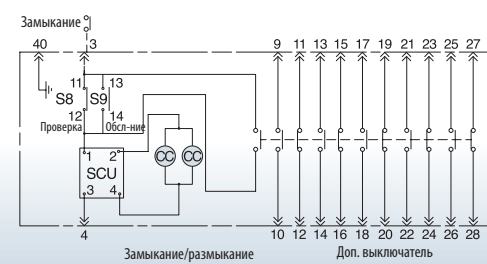 Замыкание
40 3 9 11 13 15 17 19 21 23 25 27
11 13
S8 S9
12 14
Проверка Обсл-ние
1 2 CC CC
SCU
3 4
4 10 12 14 16 18 20 22 24 26 28
Замыкание/размыкание Доп. выключатель